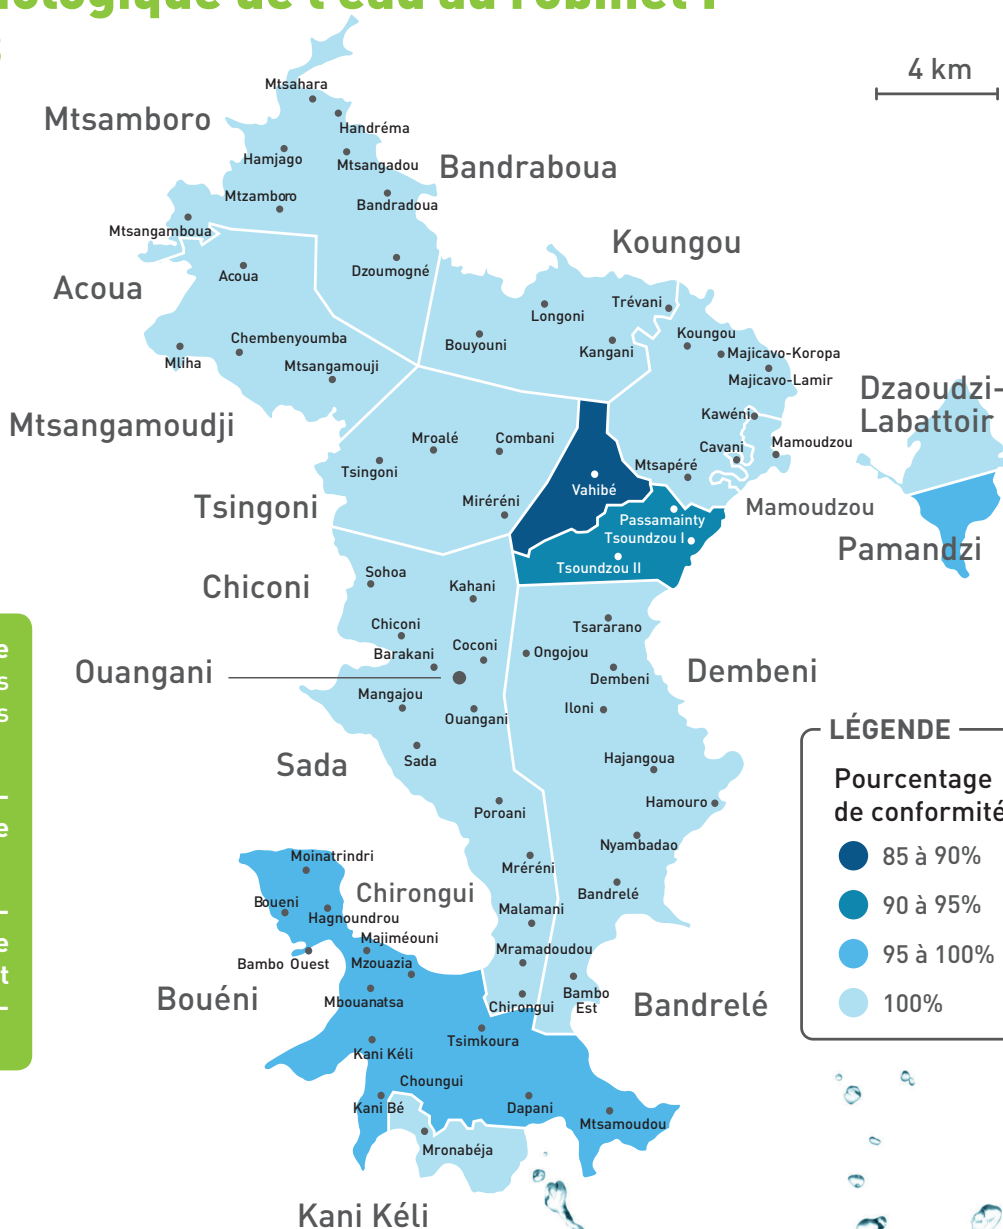 de l'eau au robinet :
4 km
Mtsahara
Mtsamboro
Handréma
Hamjago
Mtsangadou
Bandraboua
Mtzamboro
Bandradoua
Mtsangamboua
Koungou
Dzoumogné
Acoua
Acoua
Trévani
Longoni
Koungou
Chembenyoumba
Bouyouni
Kangani
Majicavo-Koropa
Mliha
Mtsangamouji
Majicavo-Lamir
Dzaoudzi-
Labattoir
Kawéni
Mtsangamoudji
Mroalé
Combani
Cavani
Mamoudzou
Tsingoni
Mtsapéré
Vahibé
Miréréni
Tsingoni
Mamoudzou
Passamainty
Tsoundzou I
Pamandzi
Tsoundzou II
Sohoa
Kahani
Chiconi
Chiconi
Tsararano
Coconi
Barakani
Ongojou
Ouangani
Dembeni
Dembeni
Mangajou
Iloni
Ouangani
Sada
Sada
Hajangoua
Hamouro
Poroani
Nyambadao
Moinatrindri
Mréréni
Chirongui
Bandrelé
Boueni
Hagnoundrou
Malamani
Majiméouni
Mramadoudou
Bambo Ouest
Mzouazia
Bouéni
Mbouanatsa
Chirongui
Bambo
Est
Bandrelé
Tsimkoura
Kani Kéli
Choungui
Kani Bé
Dapani
Mtsamoudou
Mronabéja
Kani Kéli
LÉGENDE
Pourcentage
de conformité
85 à 90%
90 à 95%
95 à 100%
100%